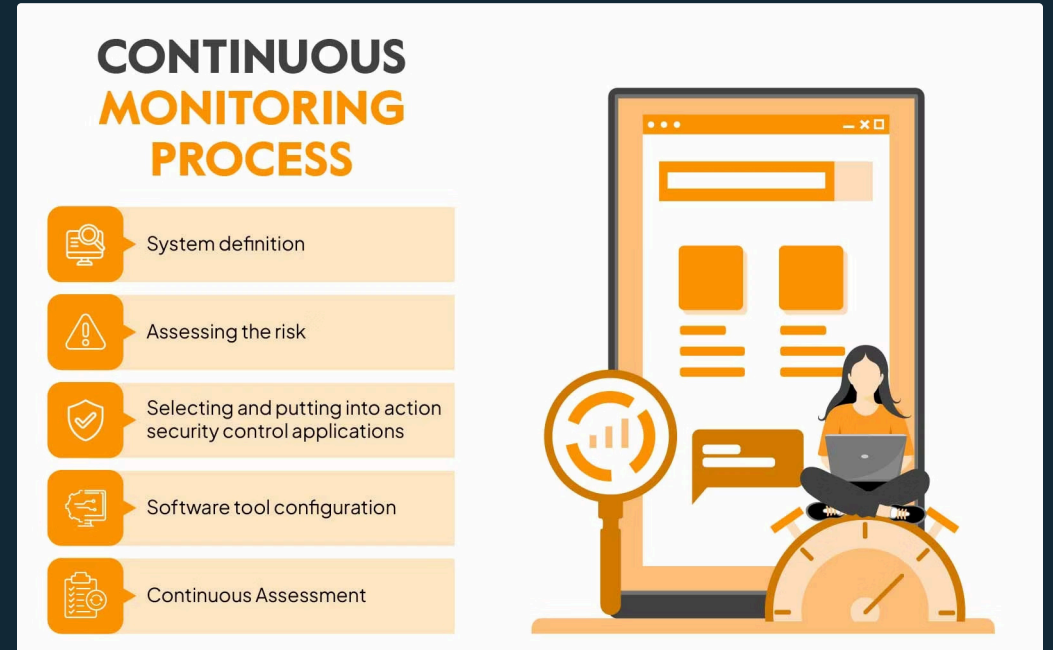 CONTINUOUS
MONITORING
PROCESS
System definition
Assessing the risk
Selecting and putting into action
security control applications
Software tool configuration
Continuous Assessment